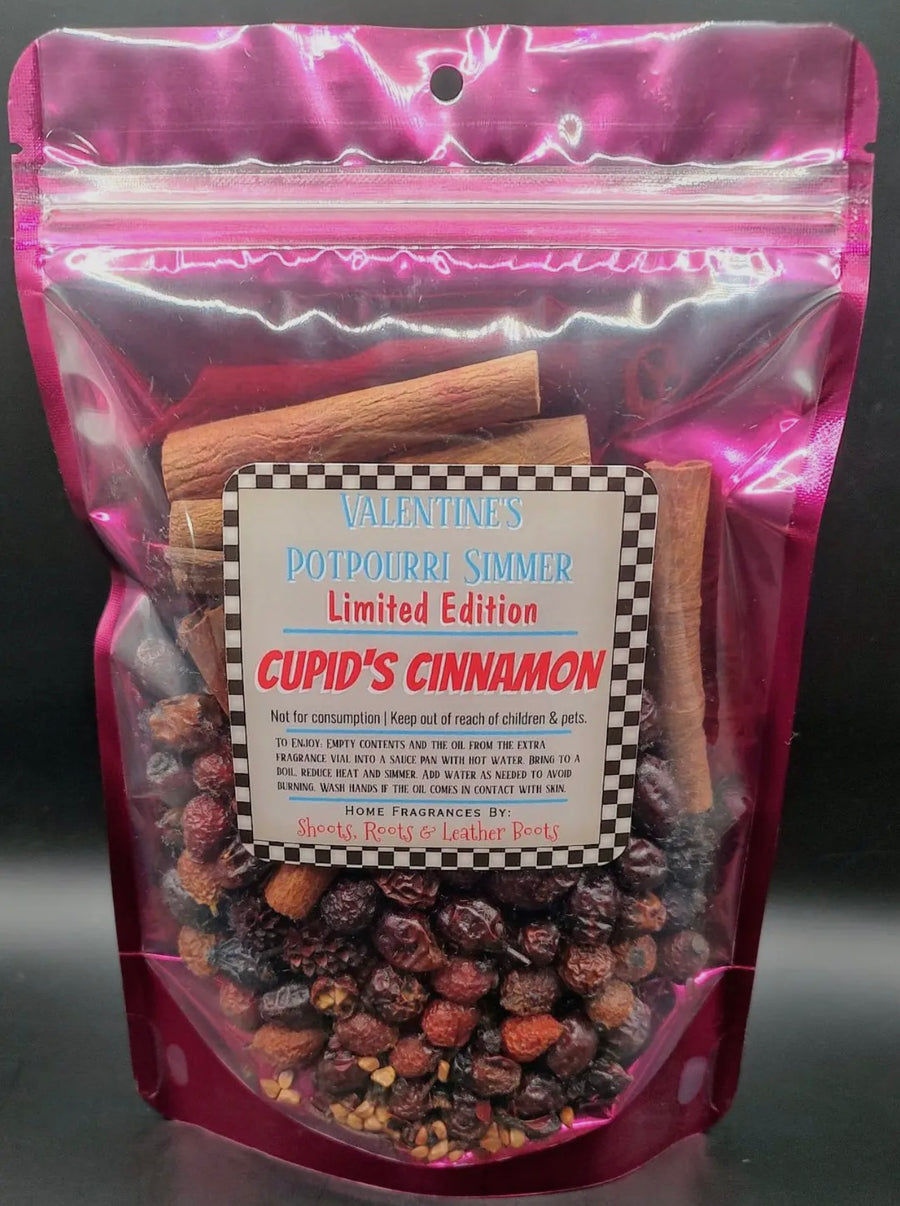 Valentine's
Potpourri Simmer
Limited Edition
CUPID'S CINNAMON
Not for consumption | Keep out of reach of children & pets.
To enjoy: Empty contents and the oil from the extra
fragrance vial into a sauce pan with hot water. Bring to a
boil, reduce heat and simmer. Add water as needed to avoid
burning. Wash hands if the oil comes in contact with skin.
Home Fragrances By:
Shoots, Roots & Leather Boots